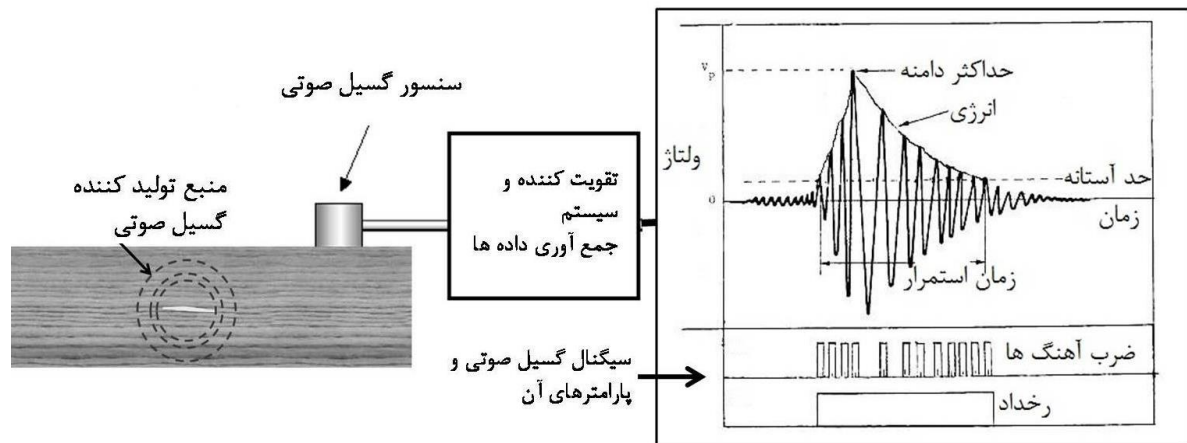 سنسور گسیل صوتی
منبع تولید کننده
گسیل صوتی
تقویت کننده و
سیستم
جمع آوری داده ها
سیگنال گسیل صوتی و
پارامترهای آن
v_p
حداکثر دامنه
انرژی
ولتاژ
حد آستانه
0
زمان
زمان استمرار
ضرب آهنگ ها
رخداد